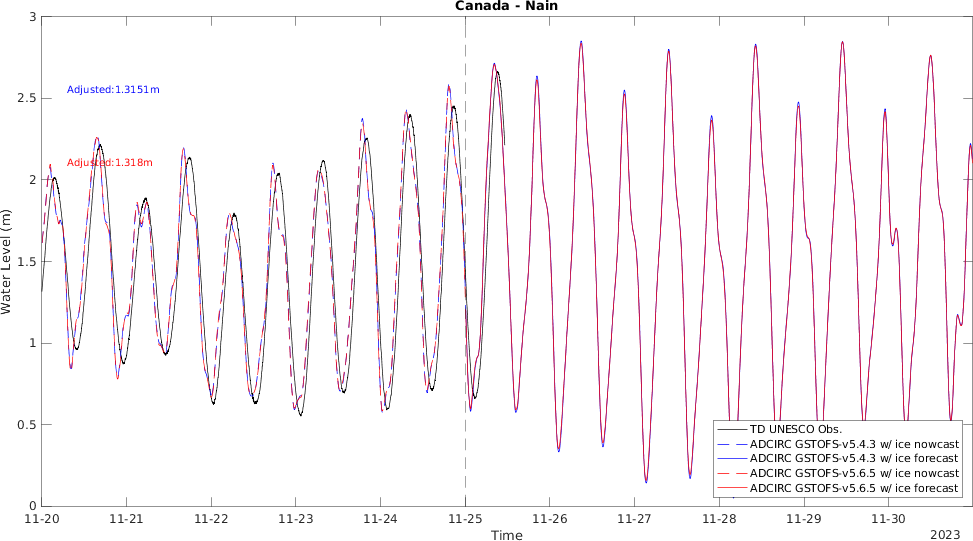 Canada - Nain
3
2.5
2
1.5
1
0.5
0
Water Level (m)
Adjusted:1.3151m
Adjusted:1.318m
TD UNESCO Obs.
ADCIRC GSTOFS-v5.4.3 w/ ice nowcast
ADCIRC GSTOFS-v5.4.3 w/ ice forecast
ADCIRC GSTOFS-v5.6.5 w/ ice nowcast
ADCIRC GSTOFS-v5.6.5 w/ ice forecast
11-20 11-21 11-22 11-23 11-24 11-25 11-26 11-27 11-28 11-29 11-30
Time
2023